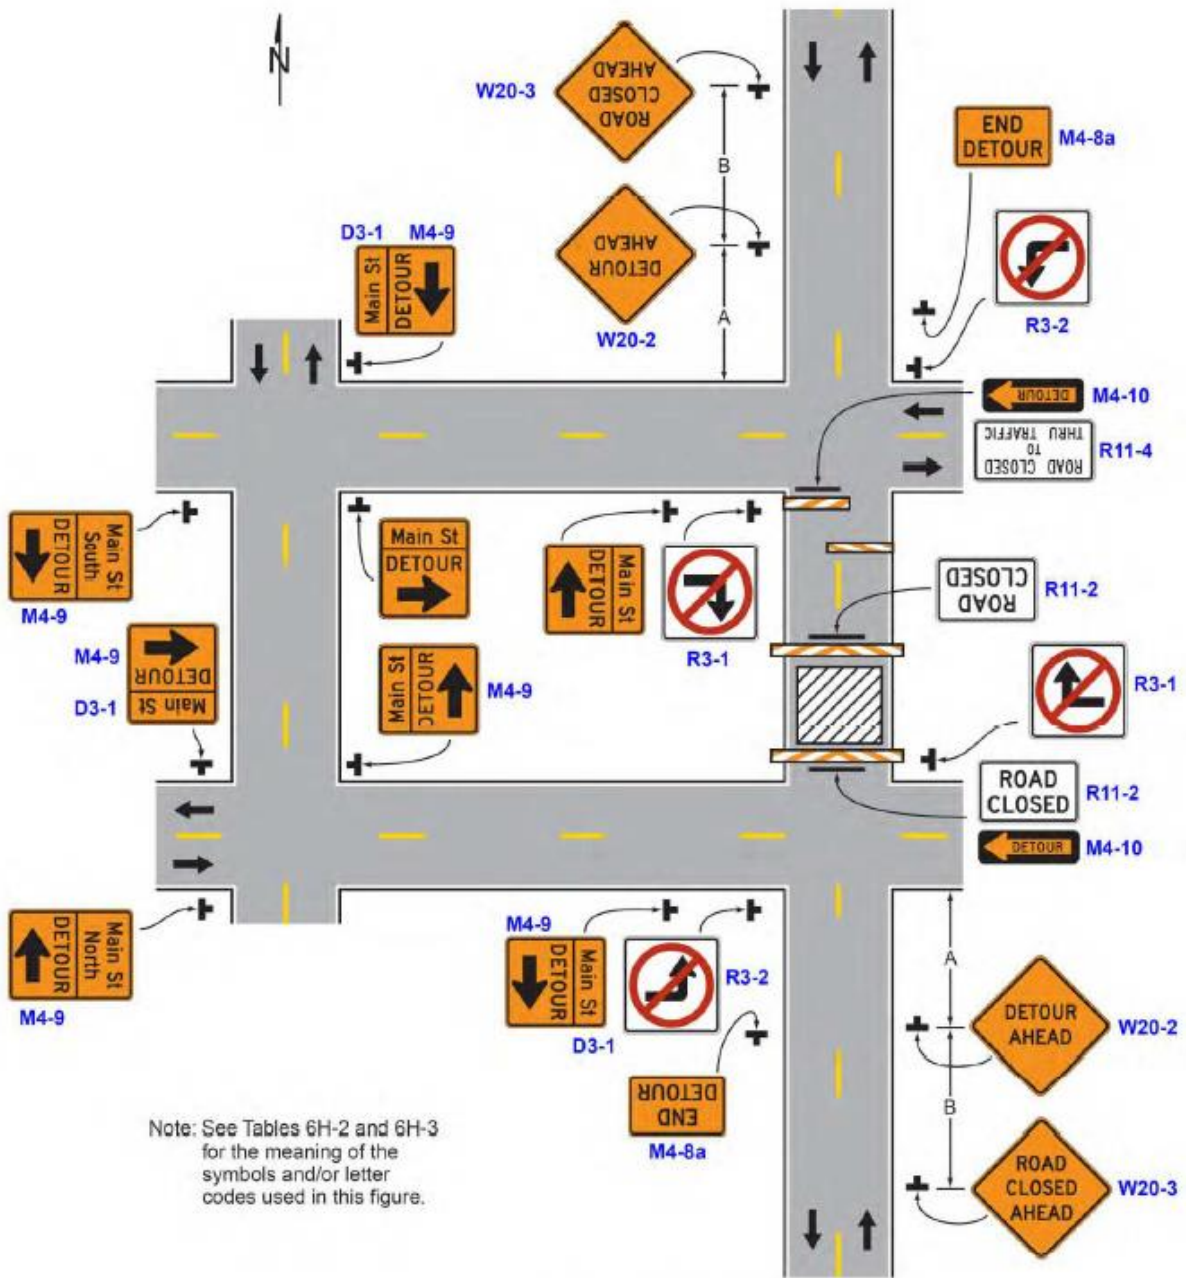 N
ROAD
CLOSED
AHEAD
W20-3
B
END
DETOUR
M4-8a
D3-1 M4-9
Main St
DETOUR
DETOUR
AHEAD
W20-2
A
R3-2
DETOUR
M4-10
ROAD CLOSED
TO
THRU TRAFFIC
R11-4
Main St
South
DETOUR
M4-9
Main St
DETOUR
Main St
DETOUR
R3-1
ROAD
CLOSED
R11-2
M4-9
D3-1
Main St
DETOUR
Main St
DETOUR
M4-9
R3-1
ROAD
CLOSED
R11-2
DETOUR
M4-10
Main St
North
DETOUR
M4-9
M4-9
Main St
DETOUR
D3-1
R3-2
END
DETOUR
M4-8a
A
DETOUR
AHEAD
W20-2
B
ROAD
CLOSED
AHEAD
W20-3
Note: See Tables 6H-2 and 6H-3
for the meaning of the
symbols and/or letter
codes used in this figure.